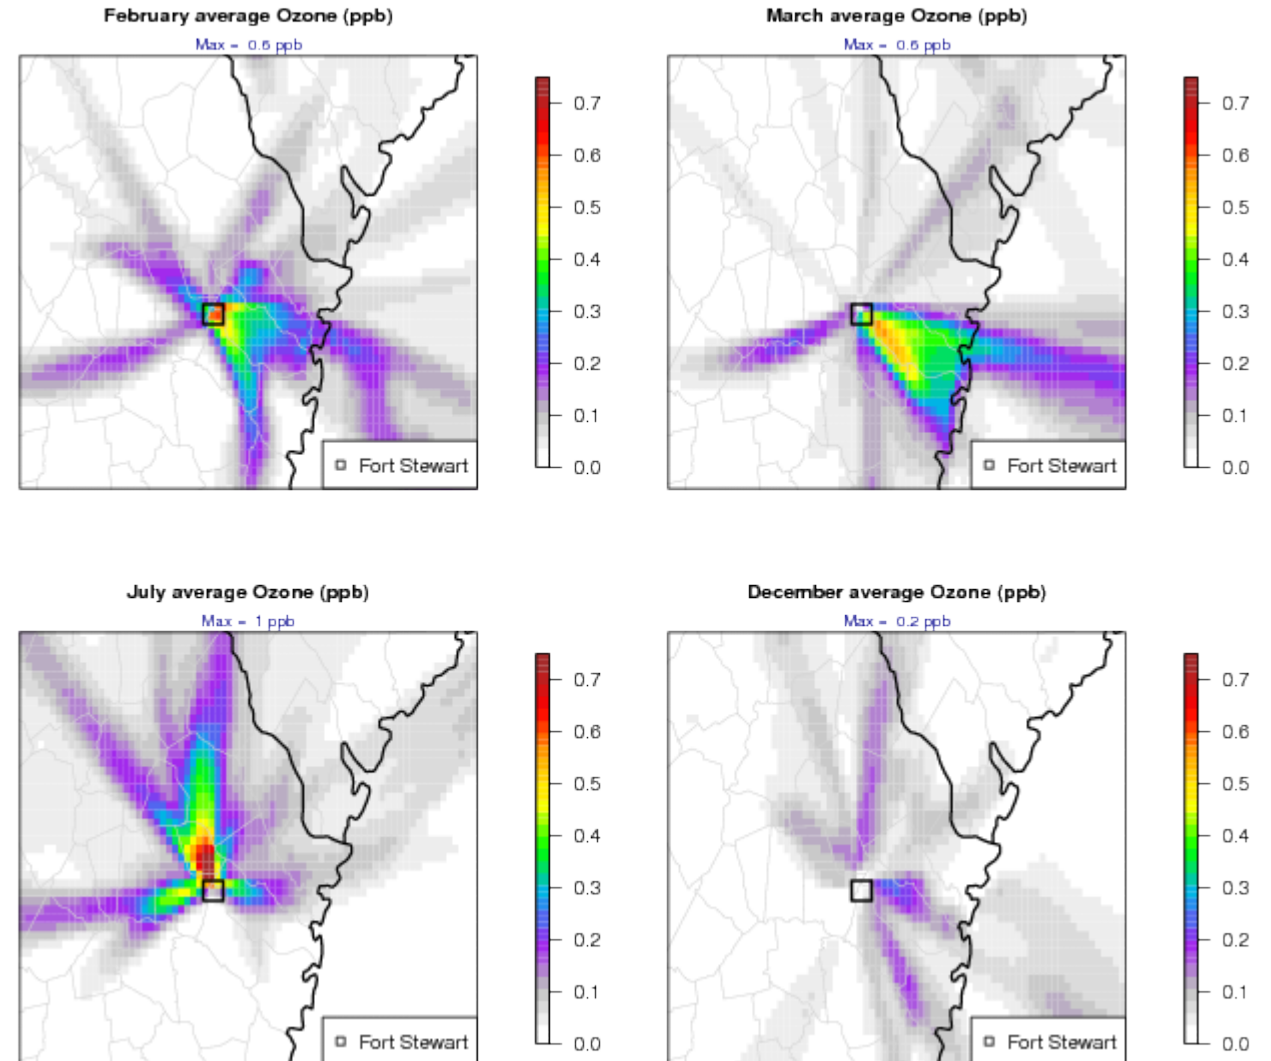 February average Ozone (ppb)
Max = 0.6 ppb
0.7
0.6
0.5
0.4
0.3
0.2
0.1
0.0
Fort Stewart
March average Ozone (ppb)
Max = 0.6 ppb
0.7
0.6
0.5
0.4
0.3
0.2
0.1
0.0
Fort Stewart
July average Ozone (ppb)
Max = 1 ppb
0.7
0.6
0.5
0.4
0.3
0.2
0.1
0.0
Fort Stewart
December average Ozone (ppb)
Max = 0.2 ppb
0.7
0.6
0.5
0.4
0.3
0.2
0.1
0.0
Fort Stewart